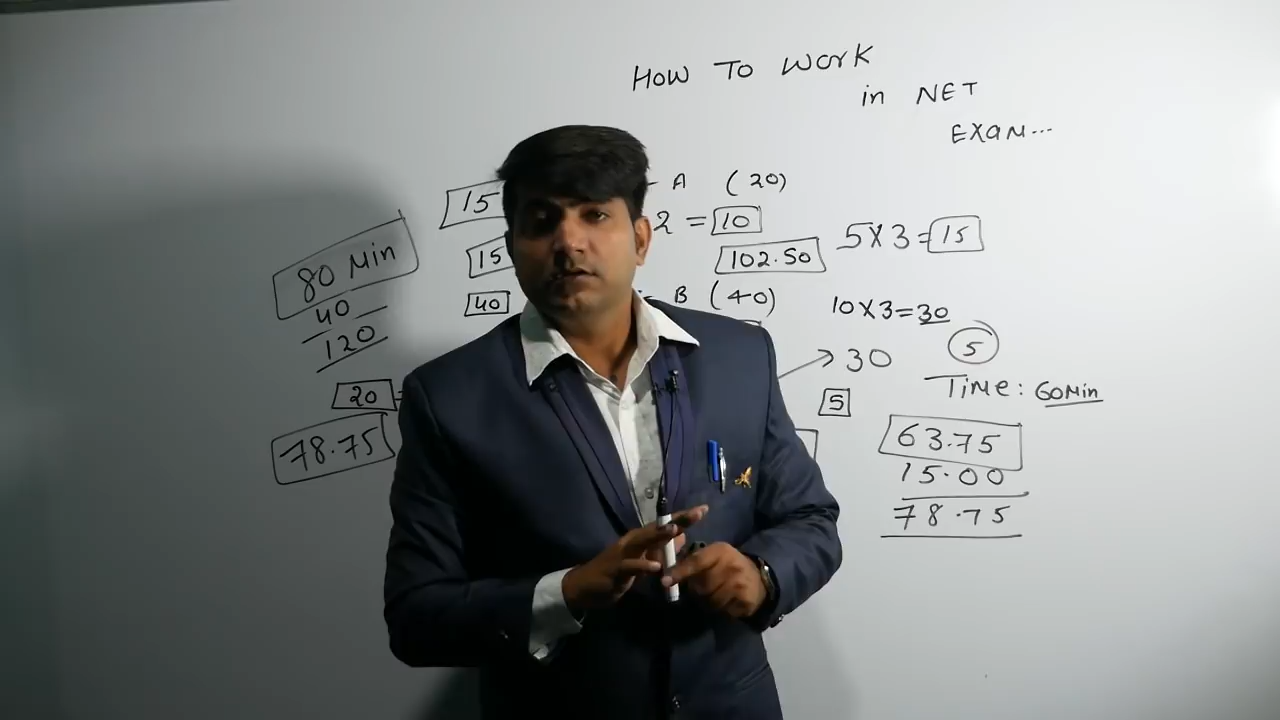 How To Work
in NET
Exam...
15
A (20)
2 = 10
5x3=15
80 Min
40
120
15
102.50
40
B (40)
10x3=30
30
5
20
5
Time: 60Min
78.75
63.75
15.00
78.75